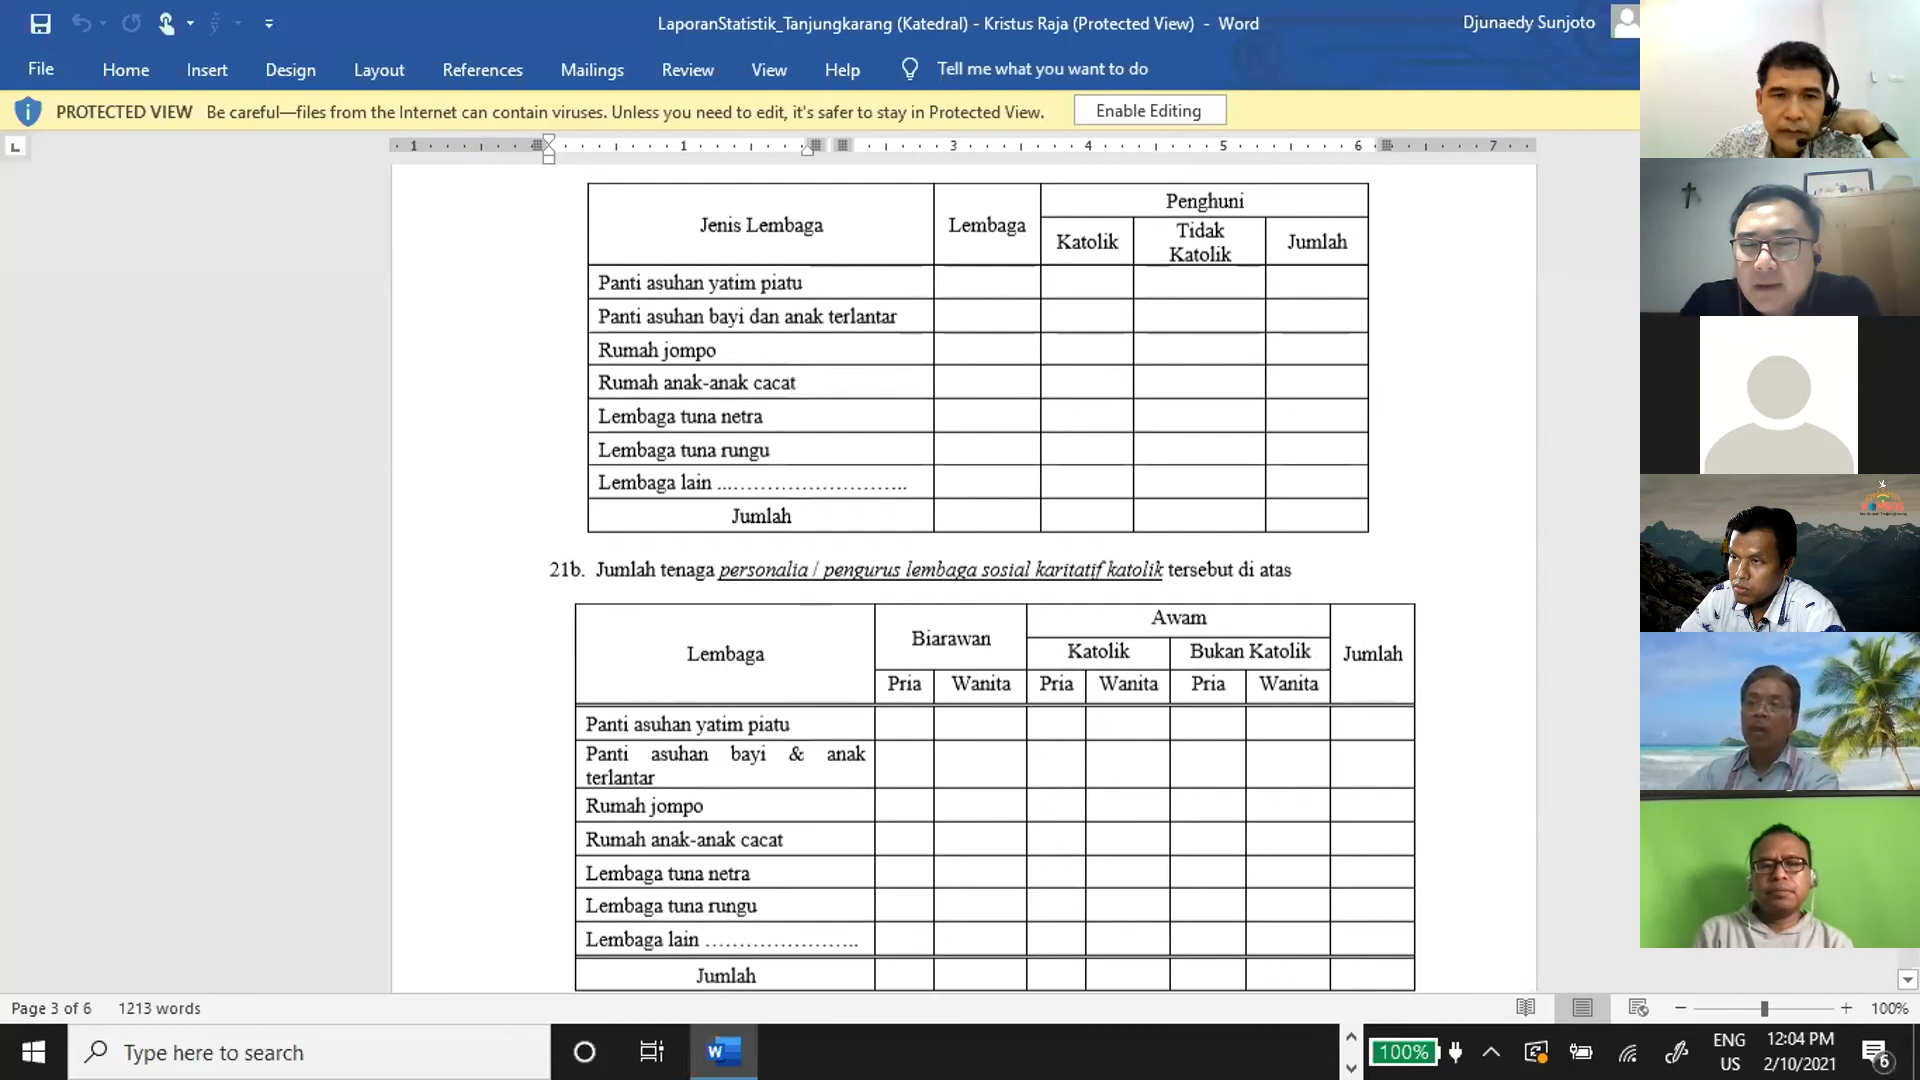 LaporanStatistik_Tanjungkarang (Katedral) - Kristus Raja (Protected View) - Word
Djunaedy Sunjoto
File Home Insert Design Layout References Mailings Review View Help Tell me what you want to do
PROTECTED VIEW Be careful—files from the Internet can contain viruses. Unless you need to edit, it's safer to stay in Protected View. Enable Editing
1 1 3 4 5 6 7
Jenis Lembaga Lembaga Penghuni
Katolik Tidak Katolik Jumlah
Panti asuhan yatim piatu
Panti asuhan bayi dan anak terlantar
Rumah jompo
Rumah anak-anak cacat
Lembaga tuna netra
Lembaga tuna rungu
Lembaga lain ...……………………..
Jumlah
21b. Jumlah tenaga personalia / pengurus lembaga sosial karitatif katolik tersebut di atas
Lembaga Biarawan Awam Jumlah
Katolik Bukan Katolik
Pria Wanita Pria Wanita Pria Wanita
Panti asuhan yatim piatu
Panti asuhan bayi & anak
terlantar
Rumah jompo
Rumah anak-anak cacat
Lembaga tuna netra
Lembaga tuna rungu
Lembaga lain …………………..
Jumlah
Page 3 of 6 1213 words 100%
Type here to search
100% ENG 12:04 PM
US 2/10/2021 6